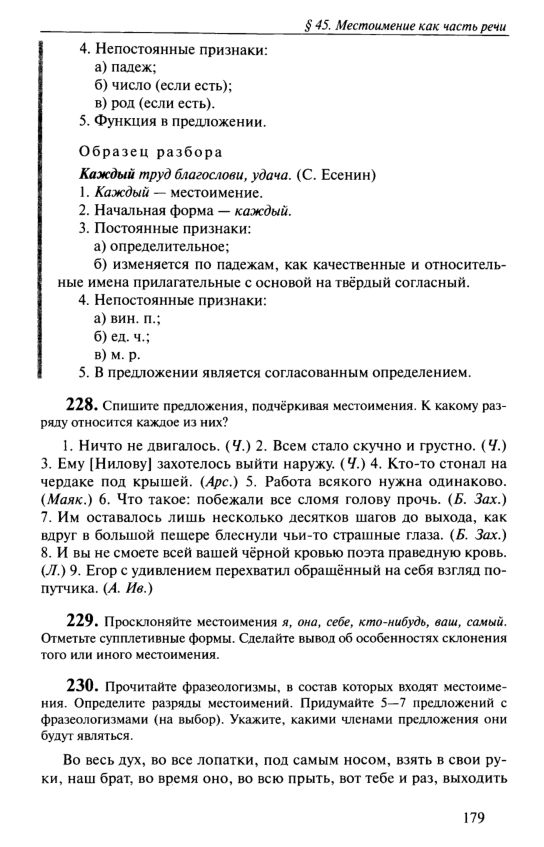 § 45. Местоимение как часть речи
4. Непостоянные признаки:
а) падеж;
б) число (если есть);
в) род (если есть).
5. Функция в предложении.
Образец разбора
Каждый труд благослови, удача. (С. Есенин)
1. Каждый — местоимение.
2. Начальная форма — каждый.
3. Постоянные признаки:
а) определительное;
б) изменяется по падежам, как качественные и относитель-
ные имена прилагательные с основой на твёрдый согласный.
4. Непостоянные признаки:
а) вин. п.;
б) ед. ч.;
в) м. р.
5. В предложении является согласованным определением.
228. Спишите предложения, подчёркивая местоимения. К какому раз-
ряду относится каждое из них?
1. Ничто не двигалось. (Ч.) 2. Всем стало скучно и грустно. (Ч.)
3. Ему [Нилову] захотелось выйти наружу. (Ч.) 4. Кто-то стонал на
чердаке под крышей. (Арс.) 5. Работа всякого нужна одинаково.
(Маяк.) 6. Что такое: побежали все сломя голову прочь. (Б. Зах.)
7. Им оставалось лишь несколько десятков шагов до выхода, как
вдруг в большой пещере блеснули чьи-то страшные глаза. (Б. Зах.)
8. И вы не смоете всей вашей чёрной кровью поэта праведную кровь.
(Л.) 9. Егор с удивлением перехватил обращённый на себя взгляд по-
путчика. (А. Ив.)
229. Просклоняйте местоимения я, она, себе, кто-нибудь, ваш, самый.
Отметьте супплетивные формы. Сделайте вывод об особенностях склонения
того или иного местоимения.
230. Прочитайте фразеологизмы, в состав которых входят местоиме-
ния. Определите разряды местоимений. Придумайте 5—7 предложений с
фразеологизмами (на выбор). Укажите, какими членами предложения они
будут являться.
Во весь дух, во все лопатки, под самым носом, взять в свои ру-
ки, наш брат, во время оно, во всю прыть, вот тебе и раз, выходить
179